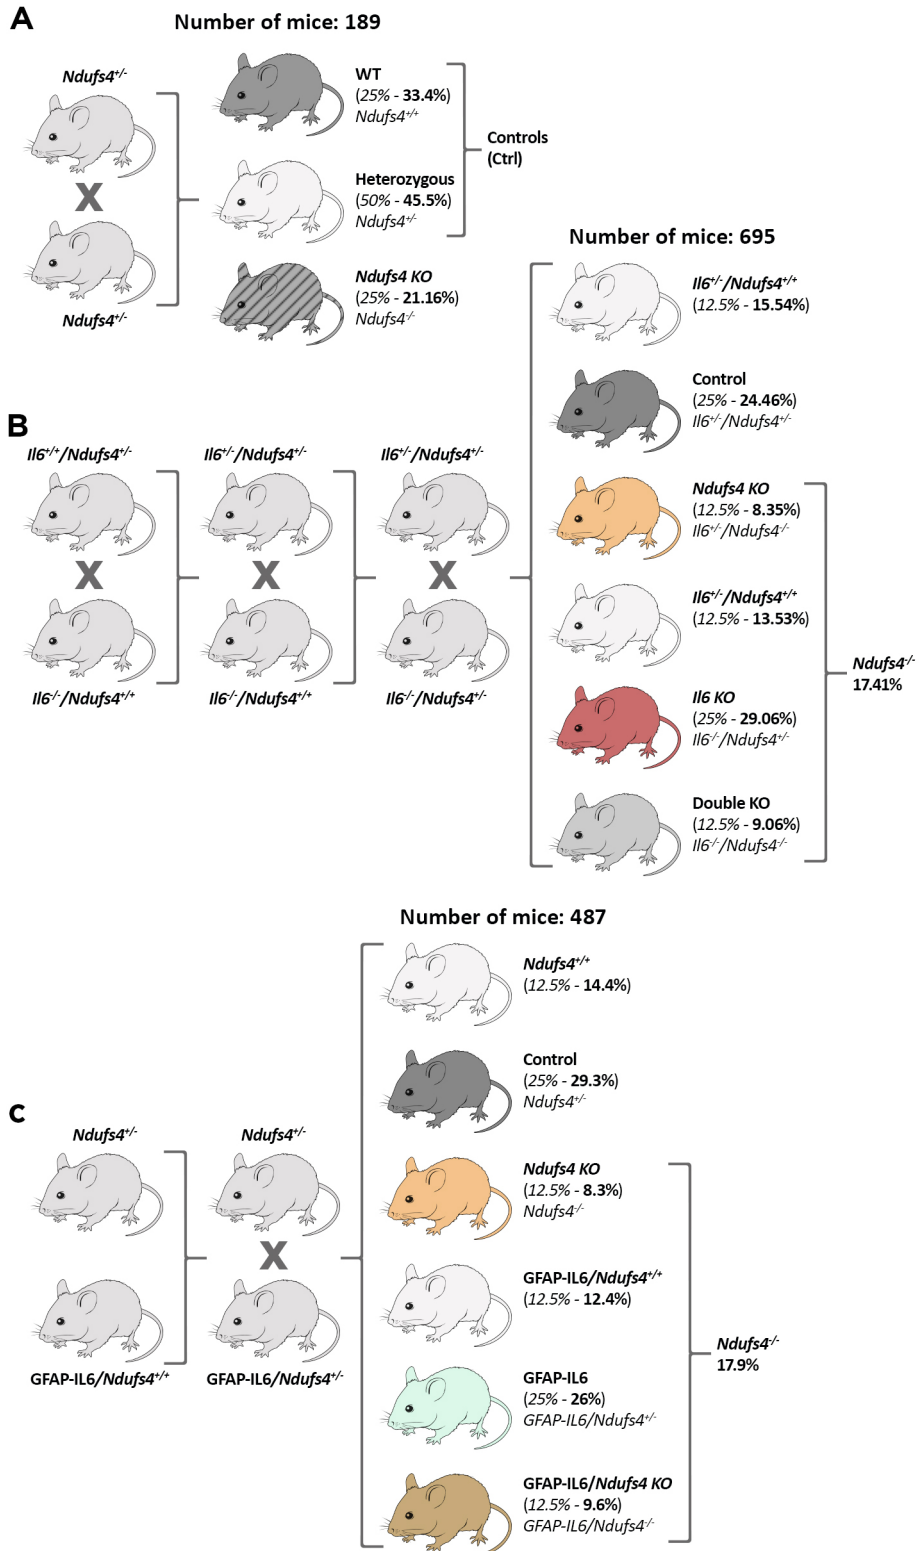 A
Number of mice: 189
Ndufs4+/-
X
Ndufs4+/-
WT
(25% - 33.4%)
Ndufs4+/+
Heterozygous
(50% - 45.5%)
Ndufs4+/-
Ndufs4 KO
(25% - 21.16%)
Ndufs4-/-
Controls
(Ctrl)
B
Number of mice: 695
Il6+/+/Ndufs4+/-
X
Il6-/-/Ndufs4+/+
Il6+/-/Ndufs4+/-
X
Il6-/-/Ndufs4+/+
Il6+/-/Ndufs4+/-
X
Il6-/-/Ndufs4+/-
Il6+/-/Ndufs4+/+
(12.5% - 15.54%)
Control
(25% - 24.46%)
Il6+/-/Ndufs4+/-
Ndufs4 KO
(12.5% - 8.35%)
Il6+/-/Ndufs4-/-
Il6+/-/Ndufs4+/+
(12.5% - 13.53%)
Il6 KO
(25% - 29.06%)
Il6-/-/Ndufs4+/-
Double KO
(12.5% - 9.06%)
Il6-/-/Ndufs4-/-
Ndufs4-/-
17.41%
C
Number of mice: 487
Ndufs4+/-
GFAP-IL6/Ndufs4+/+
Ndufs4+/-
X
GFAP-IL6/Ndufs4+/-
Ndufs4+/+
(12.5% - 14.4%)
Control
(25% - 29.3%)
Ndufs4+/-
Ndufs4 KO
(12.5% - 8.3%)
Ndufs4-/-
GFAP-IL6/Ndufs4+/+
(12.5% - 12.4%)
GFAP-IL6
(25% - 26%)
GFAP-IL6/Ndufs4+/-
GFAP-IL6/Ndufs4 KO
(12.5% - 9.6%)
GFAP-IL6/Ndufs4-/-
Ndufs4-/-
17.9%